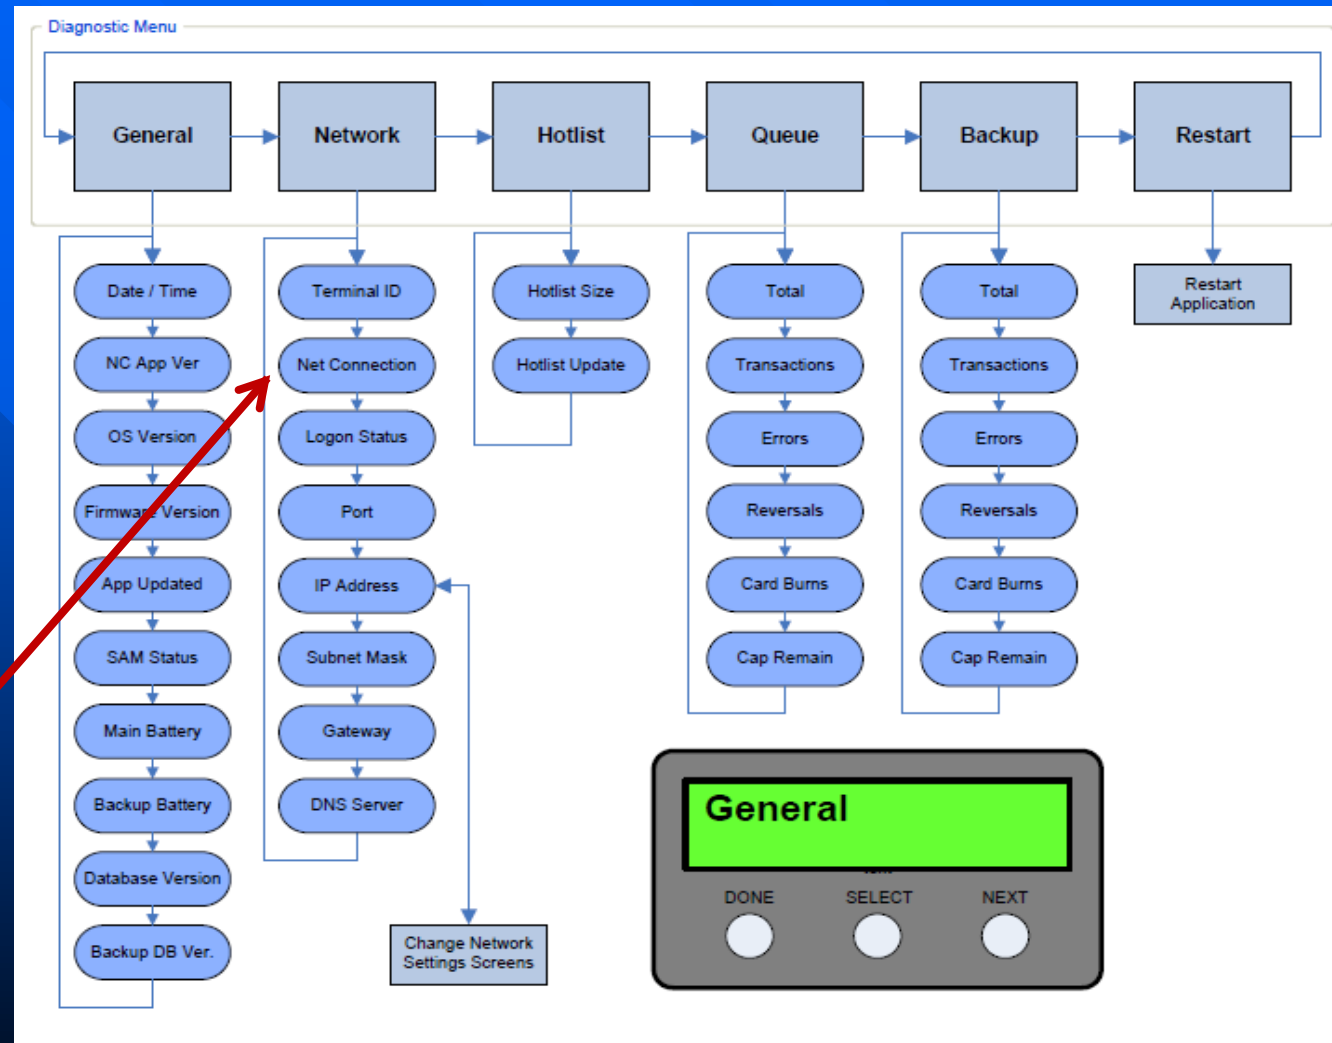 Diagnostic Menu
General
Network
Hotlist
Queue
Backup
Restart
Date / Time
NC App Ver
OS Version
Firmware Version
App Updated
SAM Status
Main Battery
Backup Battery
Database Version
Backup DB Ver.
Terminal ID
Net Connection
Logon Status
Port
IP Address
Subnet Mask
Gateway
DNS Server
Change Network
Settings Screens
Hotlist Size
Hotlist Update
Total
Transactions
Errors
Reversals
Card Burns
Cap Remain
Total
Transactions
Errors
Reversals
Card Burns
Cap Remain
Restart
Application
General
DONE
SELECT
NEXT